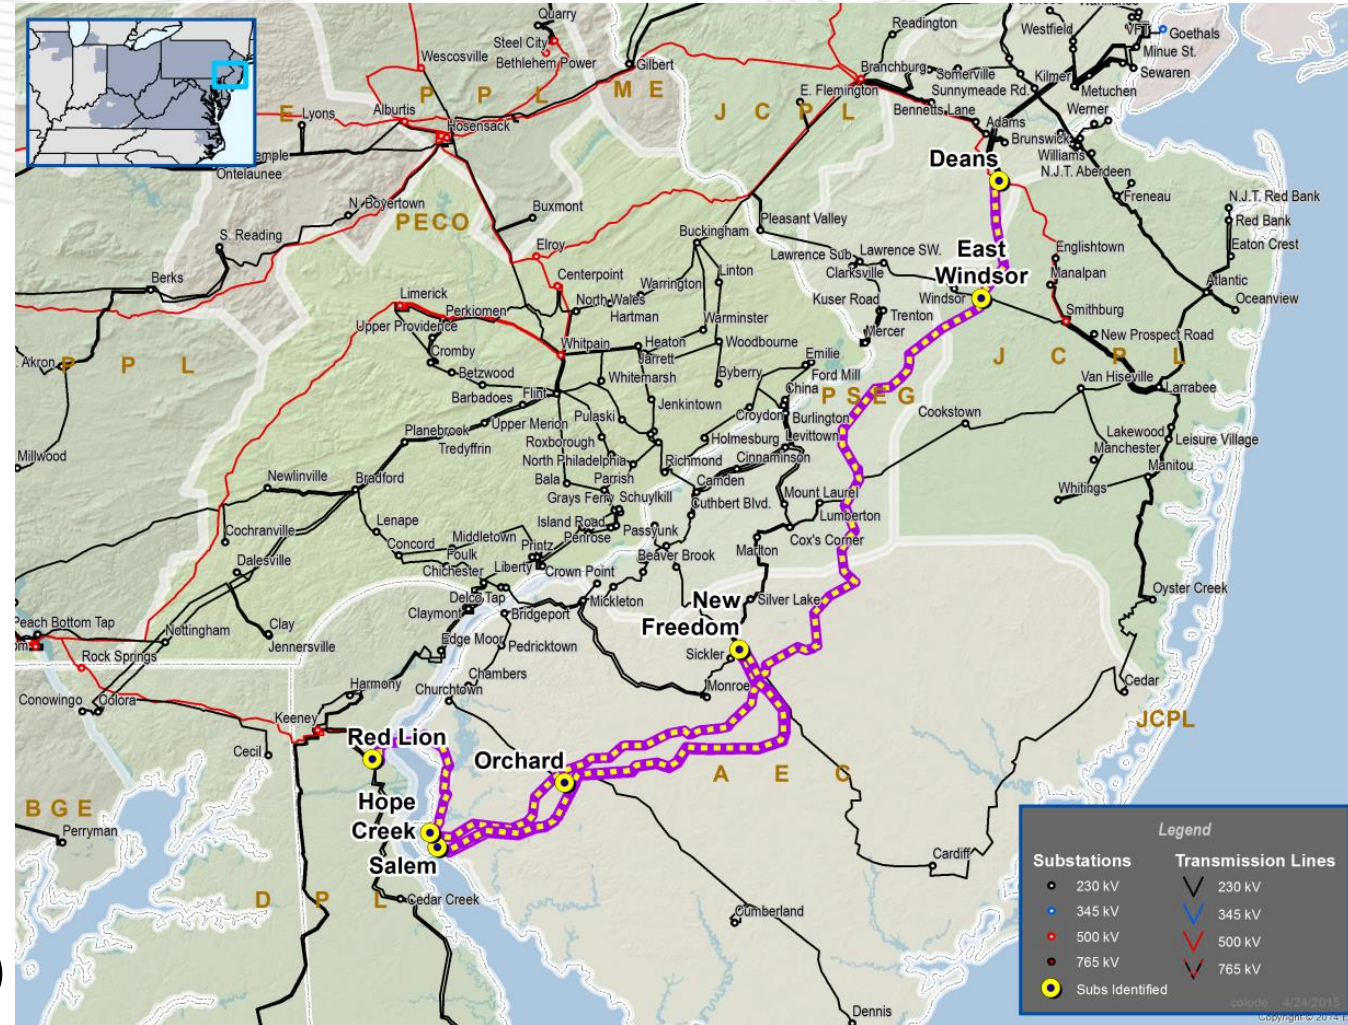 Quarry
Steel City
Bethlehem Power
Gilbert
Wescosville
P P L
M E
J C P L
E
Lyons
Alburtis
Hosensack
Ontelaunee
Readington
Westfield
VFT
Goethals
Minue St.
Sewaren
Branchburg
Somerville
Sunnymeade Rd.
Kilmer
Metuchen
E. Flemington
Bennetts Lane
Werner
Adams
Brunswick
Williams
N.J.T. Aberdeen
Freneau
Deans
N.J.T. Red Bank
Red Bank
Eaton Crest
Atlantic
Oceanview
N. Boyertown
PECO
Buxmont
S. Reading
Berks
Elroy
Pleasant Valley
Buckingham
Lawrence Sub
Lawrence SW.
Clarksville
East
Windsor
Windsor
Englishtown
Manalpan
Smithburg
New Prospect Road
Centerpoint
Linton
Warrington
North Wales
Hartman
Warminster
Kuser Road
Trenton
Mercer
Limerick
Perkiomen
Upper Providence
Cromby
Whitpain
Heaton
Jarrett
Woodbourne
Emilie
Ford Mill
J C P L
Akron
P P L
Betzwood
Barbadoes
Flint
Whitemarsh
Byberry
China
P S E G
Van Hiseville
Larrabee
Cookstown
Planebrook
Upper Merion
Tredyffrin
Pulaski
Roxborough
Jenkintown
Croydon
Burlington
Holmesburg
Levittown
Lakewood
Leisure Village
Manchester
Manitou
Whitings
Millwood
Newlinville
Bradford
North Philadelphia
Bala
Parrish
Richmond
Cinnaminson
Camden
Cuthbert Blvd.
Mount Laurel
Lumberton
Grays Ferry
Schuylkill
Island Road
Penrose
Passyunk
Cox's Corner
Marlton
Cochranville
Lenape
Concord
Middletown
Foulk
Printz
Dalesville
Chichester
Liberty
Crown Point
Beaver Brook
Oyster Creek
Delco Tap
Claymont
Bridgeport
Mickleton
New
Freedom
Silver Lake
Sickler
Monroe
Peach Bottom Tap
Nottingham
Clay
Jennersville
Rock Springs
Edge Moor
Pedricktown
Chambers
Churchtown
Cedar
JCPL
Conowingo
Colora
Harmony
Keeney
Cecil
Red Lion
Orchard
A E C
Hope
Creek
Salem
B G E
Perryman
D P L
Cedar Creek
Cumberland
Cardiff
Dennis
Legend
Substations
Transmission Lines
230 kV
230 kV
345 kV
345 kV
500 kV
500 kV
765 kV
765 kV
Subs Identified
colode 4/24/2015
)